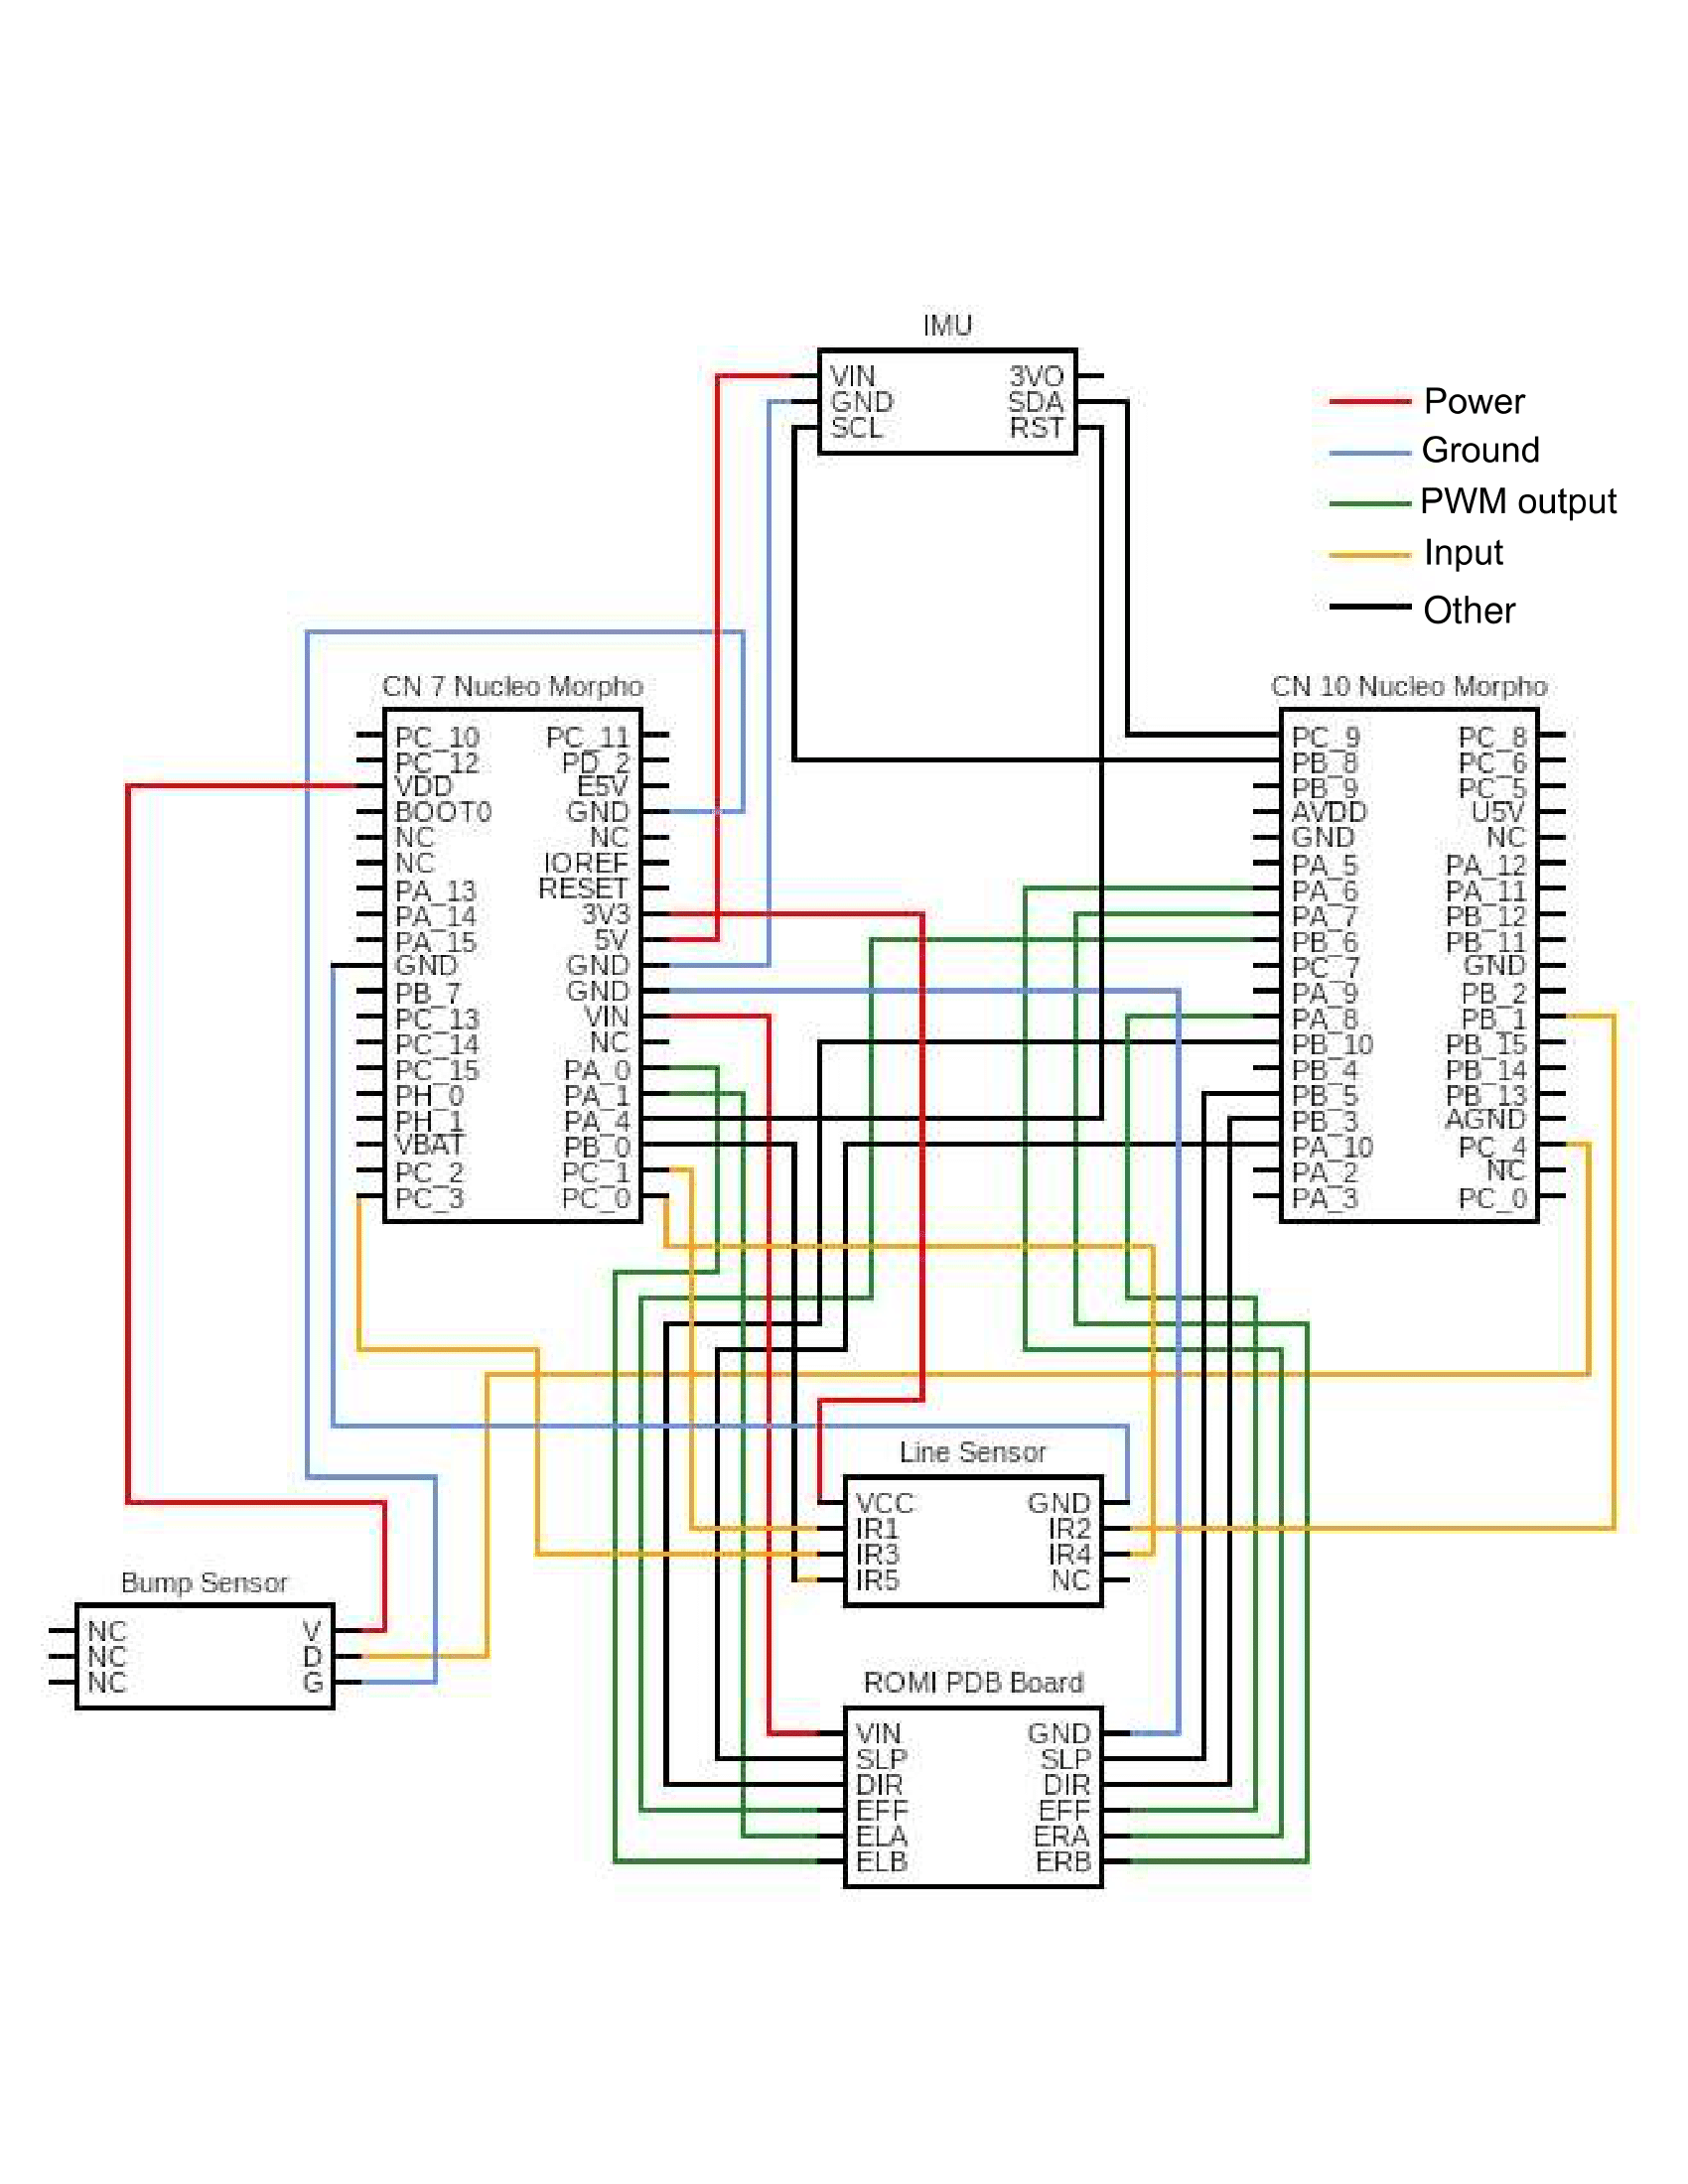 IMU
VIN 3VO
GND SDA
SCL RST
Power
Ground
PWM output
Input
Other
CN 7 Nucleo Morpho
PC_10 PC_11
PC_12 PD_2
VDD E5V
BOOT0 GND
NC NC
NC IOREF
PA_13 RESET
PA_14 3V3
PA_15 5V
GND GND
PB_7 GND
PC_13 VIN
PC_14 NC
PC_15 PA_0
PH_0 PA_1
PH_1 PA_4
VBAT PB_0
PC_2 PC_1
PC_3 PC_0
CN 10 Nucleo Morpho
PC_9 PC_8
PB_8 PC_6
PB_9 PC_5
AVDD U5V
GND NC
PA_5 PA_12
PA_6 PA_11
PA_7 PB_12
PB_6 PB_11
PC_7 GND
PA_9 PB_2
PA_8 PB_1
PB_10 PB_15
PB_4 PB_14
PB_5 PB_13
PB_3 AGND
PA_10 PC_4
PA_2 NC
PA_3 PC_0
Line Sensor
VCC GND
IR1 IR2
IR3 IR4
IR5 NC
Bump Sensor
NC V
NC D
NC G
ROMI PDB Board
VIN GND
SLP SLP
DIR DIR
EFF EFF
ELA ERA
ELB ERB